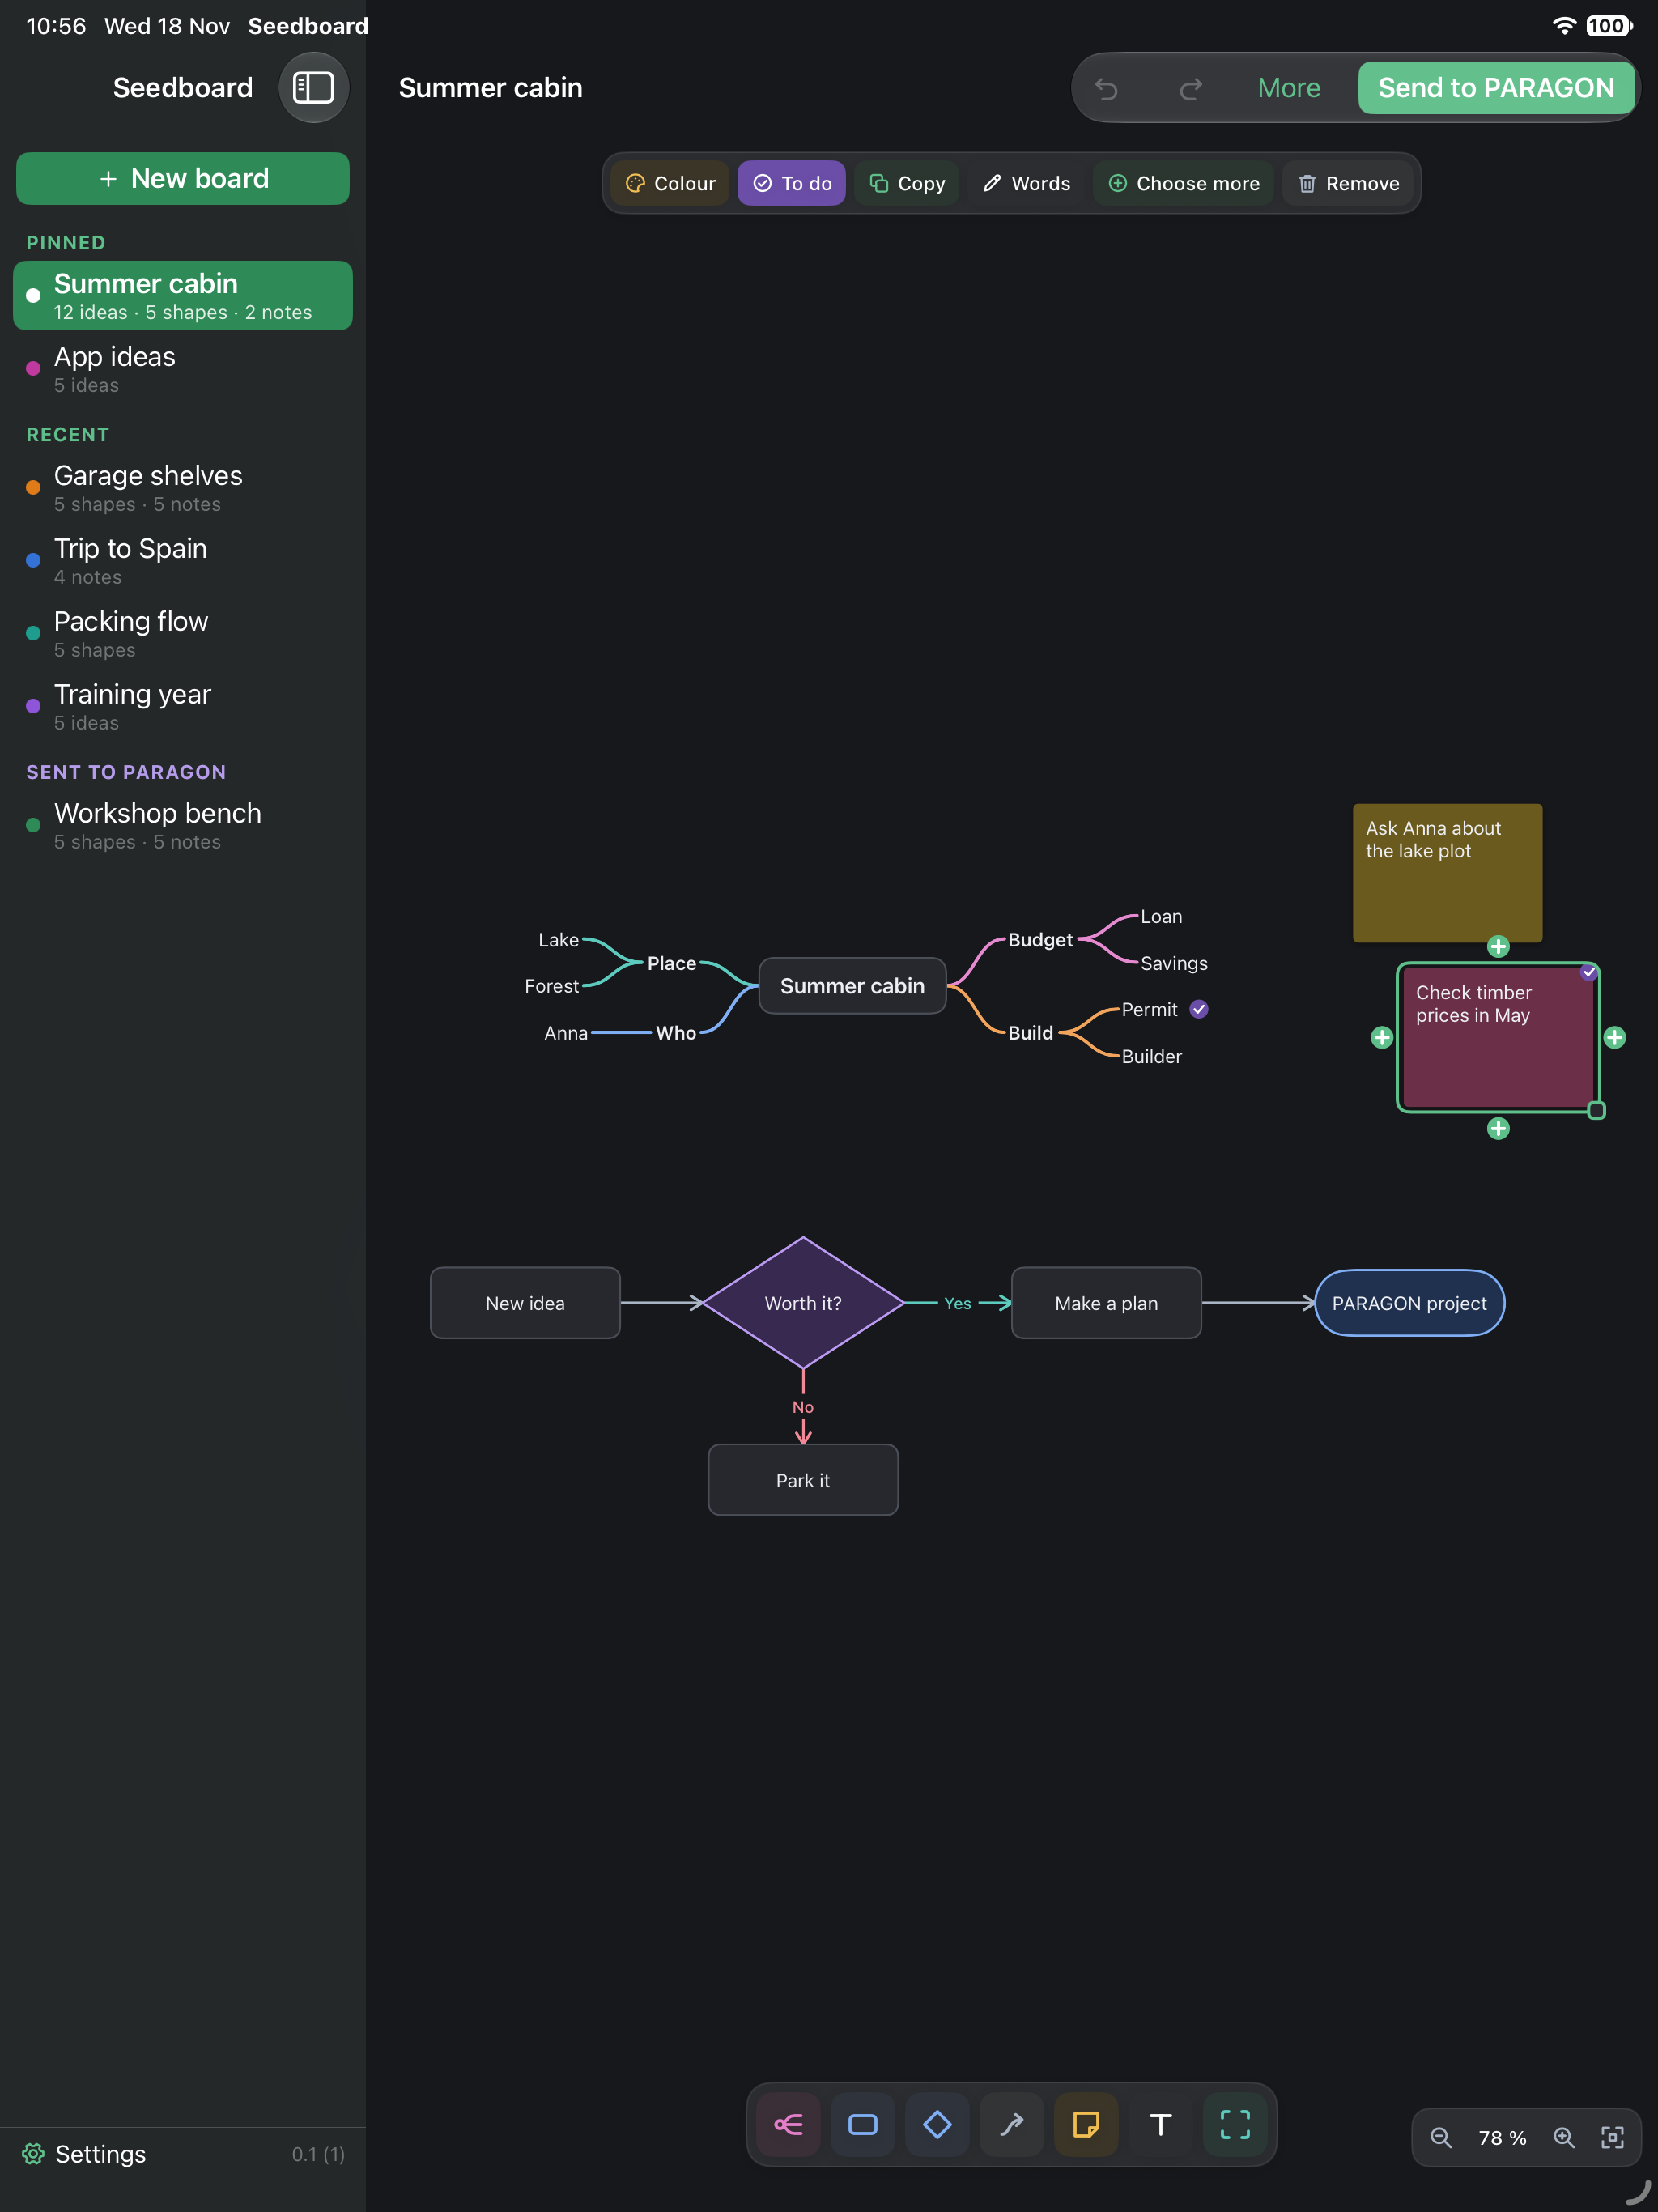 10:56 Wed 18 Nov Seedboard
100
Seedboard
Summer cabin
More
Send to PARAGON
+ New board
Colour
To do
Copy
Words
Choose more
Remove
PINNED
Summer cabin
12 ideas · 5 shapes · 2 notes
App ideas
5 ideas
RECENT
Garage shelves
5 shapes · 5 notes
Trip to Spain
4 notes
Packing flow
5 shapes
Training year
5 ideas
SENT TO PARAGON
Workshop bench
5 shapes · 5 notes
Ask Anna about
the lake plot
Lake
Forest
Place
Anna
Who
Summer cabin
Budget
Loan
Savings
Build
Permit
Builder
Check timber
prices in May
New idea
Worth it?
Yes
Make a plan
PARAGON project
No
Park it
Settings
0.1 (1)
T
78 %